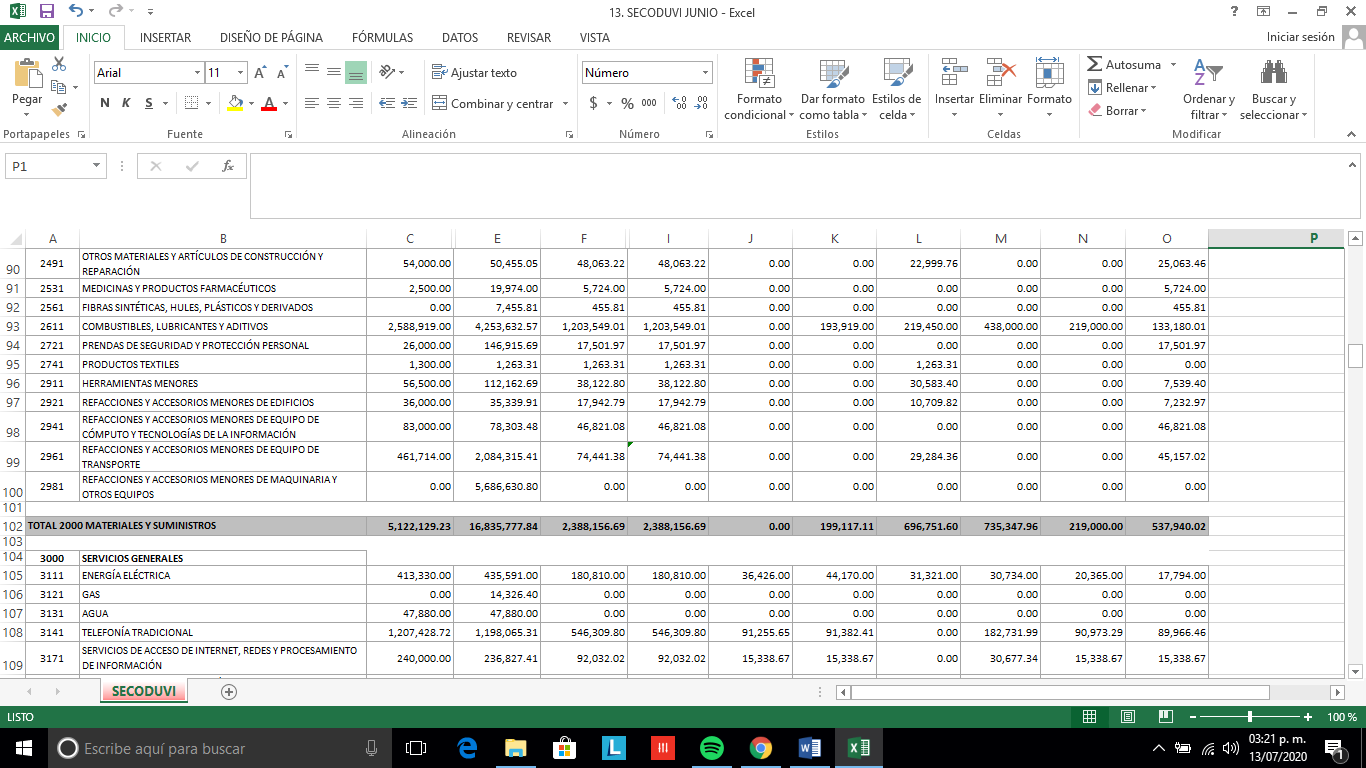 13. SECODUVI JUNIO - Excel
ARCHIVO INICIO INSERTAR DISEÑO DE PÁGINA FÓRMULAS DATOS REVISAR VISTA Iniciar sesión
Pegar
Portapapeles
Arial 11
N K S
Fuente
Ajustar texto
Combinar y centrar
Alineación
Número
$ % 000
Número
Formato condicional
Dar formato como tabla
Estilos de celda
Estilos
Insertar Eliminar Formato
Celdas
Autosuma
Rellenar
Borrar
Ordenar y filtrar
Buscar y seleccionar
Modificar
P1 fx
A B C E F I J K L M N O P
90 2491 OTROS MATERIALES Y ARTÍCULOS DE CONSTRUCCIÓN Y REPARACIÓN 54,000.00 50,455.05 48,063.22 48,063.22 0.00 0.00 22,999.76 0.00 0.00 25,063.46
91 2531 MEDICINAS Y PRODUCTOS FARMACÉUTICOS 2,500.00 19,974.00 5,724.00 5,724.00 0.00 0.00 0.00 0.00 0.00 5,724.00
92 2561 FIBRAS SINTÉTICAS, HULES, PLÁSTICOS Y DERIVADOS 0.00 7,455.81 455.81 455.81 0.00 0.00 0.00 0.00 0.00 455.81
93 2611 COMBUSTIBLES, LUBRICANTES Y ADITIVOS 2,588,919.00 4,253,632.57 1,203,549.01 1,203,549.01 0.00 193,919.00 219,450.00 438,000.00 219,000.00 133,180.01
94 2721 PRENDAS DE SEGURIDAD Y PROTECCIÓN PERSONAL 26,000.00 146,915.69 17,501.97 17,501.97 0.00 0.00 0.00 0.00 0.00 17,501.97
95 2741 PRODUCTOS TEXTILES 1,300.00 1,263.31 1,263.31 1,263.31 0.00 0.00 1,263.31 0.00 0.00 0.00
96 2911 HERRAMIENTAS MENORES 56,500.00 112,162.69 38,122.80 38,122.80 0.00 0.00 30,583.40 0.00 0.00 7,539.40
97 2921 REFACCIONES Y ACCESORIOS MENORES DE EDIFICIOS 36,000.00 35,339.91 17,942.79 17,942.79 0.00 0.00 10,709.82 0.00 0.00 7,232.97
98 2941 REFACCIONES Y ACCESORIOS MENORES DE EQUIPO DE CÓMPUTO Y TECNOLOGÍAS DE LA INFORMACIÓN 83,000.00 78,303.48 46,821.08 46,821.08 0.00 0.00 0.00 0.00 0.00 46,821.08
99 2961 REFACCIONES Y ACCESORIOS MENORES DE EQUIPO DE TRANSPORTE 461,714.00 2,084,315.41 74,441.38 74,441.38 0.00 0.00 29,284.36 0.00 0.00 45,157.02
100 2981 REFACCIONES Y ACCESORIOS MENORES DE MAQUINARIA Y OTROS EQUIPOS 0.00 5,686,630.80 0.00 0.00 0.00 0.00 0.00 0.00 0.00 0.00
101
102 TOTAL 2000 MATERIALES Y SUMINISTROS 5,122,129.23 16,835,777.84 2,388,156.69 2,388,156.69 0.00 199,117.11 696,751.60 735,347.96 219,000.00 537,940.02
103
104 3000 SERVICIOS GENERALES
105 3111 ENERGÍA ELÉCTRICA 413,330.00 435,591.00 180,810.00 180,810.00 36,426.00 44,170.00 31,321.00 30,734.00 20,365.00 17,794.00
106 3121 GAS 0.00 14,326.40 0.00 0.00 0.00 0.00 0.00 0.00 0.00 0.00
107 3131 AGUA 47,880.00 47,880.00 0.00 0.00 0.00 0.00 0.00 0.00 0.00 0.00
108 3141 TELEFONÍA TRADICIONAL 1,207,428.72 1,198,065.31 546,309.80 546,309.80 91,255.65 91,382.41 0.00 182,731.99 90,973.29 89,966.46
109 3171 SERVICIOS DE ACCESO DE INTERNET, REDES Y PROCESAMIENTO DE INFORMACIÓN 240,000.00 236,827.41 92,032.02 92,032.02 15,338.67 15,338.67 0.00 30,677.34 15,338.67 15,338.67
SECODUVI
LISTO 100 %
Escribe aquí para buscar
03:21 p. m.
13/07/2020
1